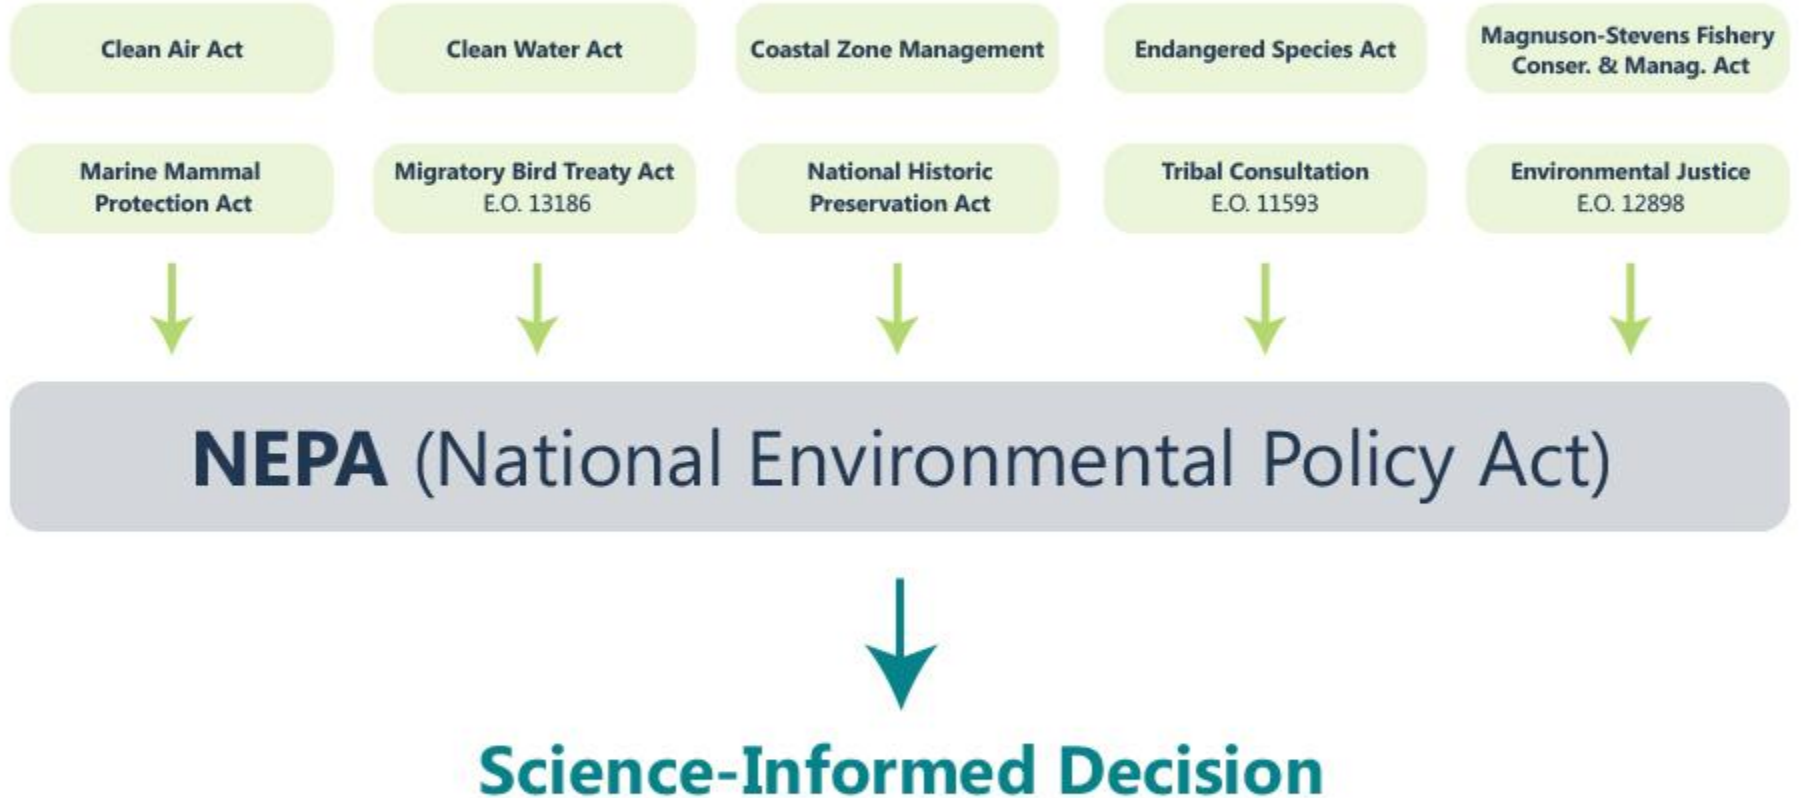 Clean Air Act
Clean Water Act
Coastal Zone Management
Endangered Species Act
Magnuson-Stevens Fishery
Conser. & Manag. Act
Marine Mammal
Protection Act
Migratory Bird Treaty Act
E.O. 13186
National Historic
Preservation Act
Tribal Consultation
E.O. 11593
Environmental Justice
E.O. 12898
NEPA (National Environmental Policy Act)
Science-Informed Decision